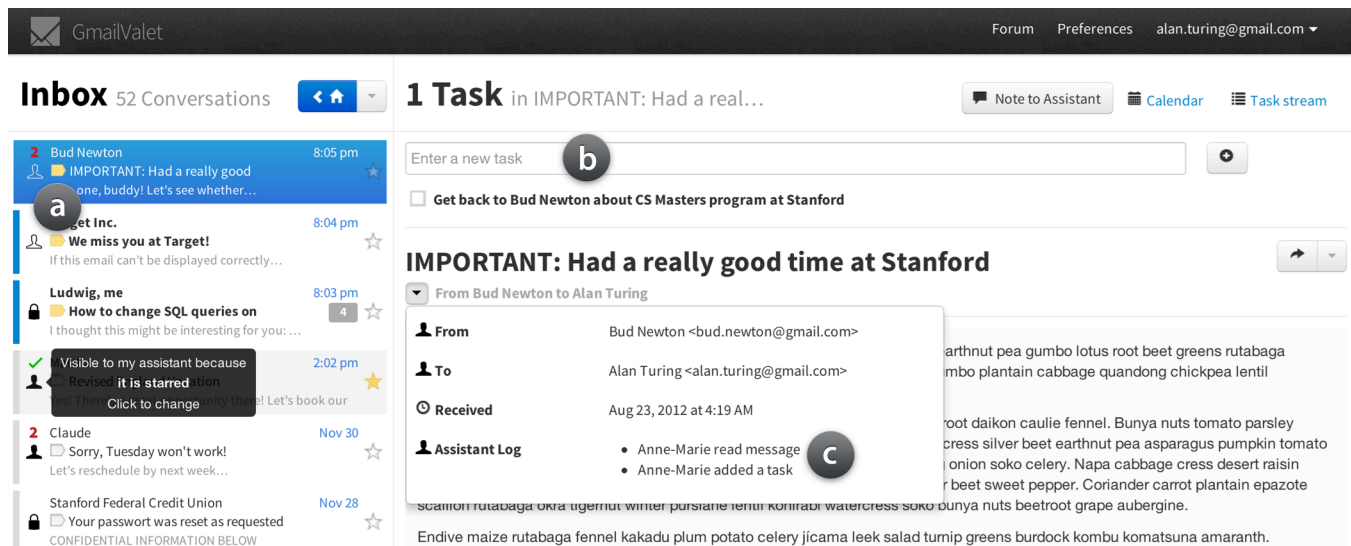 GmailValet
Forum Preferences alan.turing@gmail.com
Inbox 52 Conversations
1 Task in IMPORTANT: Had a real...
Note to Assistant Calendar Task stream
2 Bud Newton 8:05 pm
IMPORTANT: Had a really good
one, buddy! Let's see whether…
a
get Inc. 8:04 pm
We miss you at Target!
If this email can't be displayed correctly…
Ludwig, me 8:03 pm
How to change SQL queries on 4
I thought this might be interesting for you: …
Visible to my assistant because
it is starred
Click to change
2:02 pm
Revised
Yes! There's opportunity there! Let's book our
2 Claude Nov 30
Sorry, Tuesday won't work!
Let's reschedule by next week…
Stanford Federal Credit Union Nov 28
Your passwort was reset as requested
CONFIDENTIAL INFORMATION BELOW
Enter a new task
b
Get back to Bud Newton about CS Masters program at Stanford
IMPORTANT: Had a really good time at Stanford
From Bud Newton to Alan Turing
From Bud Newton <bud.newton@gmail.com>
To Alan Turing <alan.turing@gmail.com>
Received Aug 23, 2012 at 4:19 AM
Assistant Log • Anne-Marie read message
• Anne-Marie added a task
c
earthnut pea gumbo lotus root beet greens rutabaga
plantain cabbage quandong chickpea lentil
root daikon caulie fennel. Bunya nuts tomato parsley
cress silver beet earthnut pea asparagus pumpkin tomato
onion soko celery. Napa cabbage cress desert raisin
beet sweet pepper. Coriander carrot plantain epazote
scallion rutabaga okra tigernut winter purslane lentil kohlrabi watercress soko bunya nuts beetroot grape aubergine.
Endive maize rutabaga fennel kakadu plum potato celery jícama leek salad turnip greens burdock kombu komatsuna amaranth.